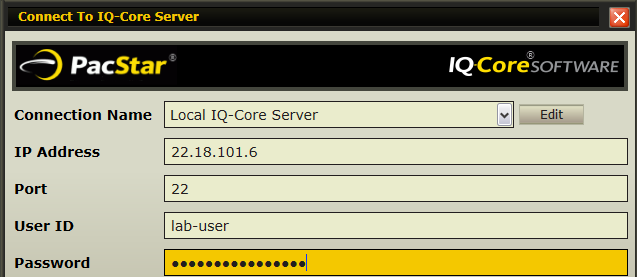 Connect To IQ-Core Server
PacStar® IQ-Core® SOFTWARE
Connection Name Local IQ-Core Server Edit
IP Address 22.18.101.6
Port 22
User ID lab-user
Password ●●●●●●●●●●●●●●●●